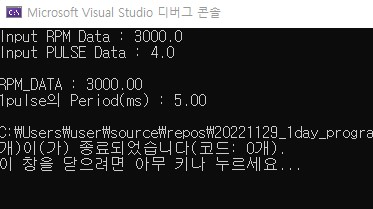 Microsoft Visual Studio 디버그 콘솔
Input RPM Data : 3000.0
Input PULSE Data : 4.0
RPM_DATA : 3000.00
1pulse의 Period(ms) : 5.00
C:₩Users₩user₩source₩repos₩20221129_1day_progra
개)이(가) 종료되었습니다(코드: 0개).
이 창을 닫으려면 아무 키나 누르세요...